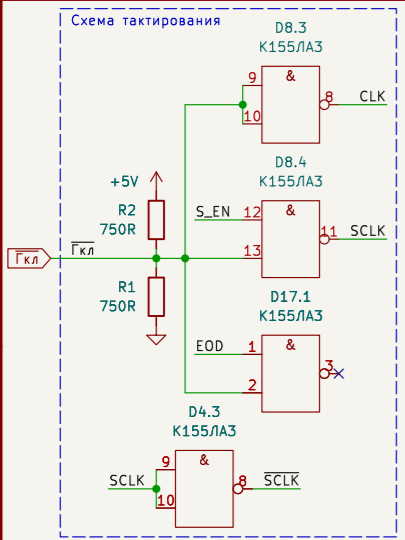 Схема тактирования
D8.3
К155ЛА3
&
9
10
8
CLK
D8.4
К155ЛА3
&
S_EN
12
13
11
SCLK
+5V
R2
750R
Гкл
Гкл
R1
750R
D17.1
К155ЛА3
&
EOD
1
2
3
D4.3
К155ЛА3
&
SCLK
9
10
8
SCLK